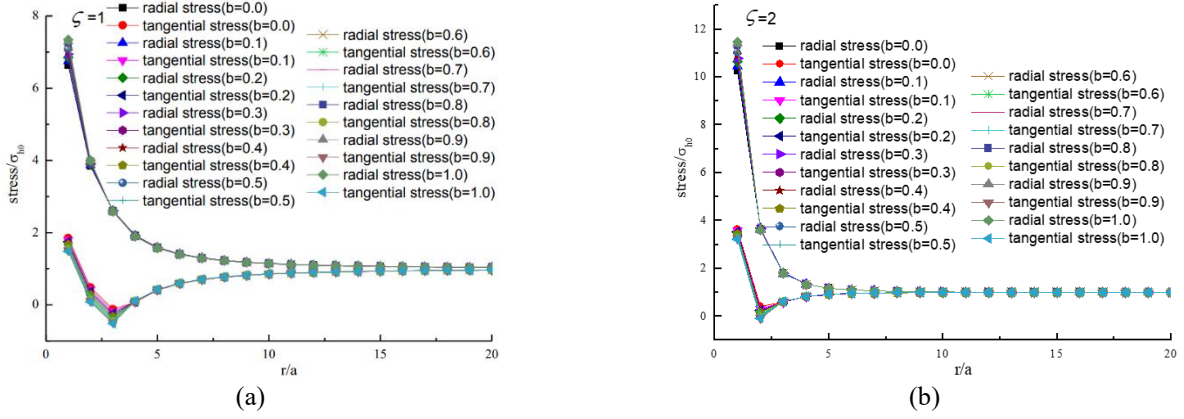 ς=1
radial stress(b=0.0)
tangential stress(b=0.0)
radial stress(b=0.1)
tangential stress(b=0.1)
radial stress(b=0.2)
tangential stress(b=0.2)
radial stress(b=0.3)
tangential stress(b=0.3)
radial stress(b=0.4)
tangential stress(b=0.4)
radial stress(b=0.5)
tangential stress(b=0.5)
radial stress(b=0.6)
tangential stress(b=0.6)
radial stress(b=0.7)
tangential stress(b=0.7)
radial stress(b=0.8)
tangential stress(b=0.8)
radial stress(b=0.9)
tangential stress(b=0.9)
radial stress(b=1.0)
tangential stress(b=1.0)
8
6
4
2
0
stress/σh0
0 5 10 15 20
r/a
(a)
ς=2
radial stress(b=0.0)
tangential stress(b=0.0)
radial stress(b=0.1)
tangential stress(b=0.1)
radial stress(b=0.2)
tangential stress(b=0.2)
radial stress(b=0.3)
tangential stress(b=0.3)
radial stress(b=0.4)
tangential stress(b=0.4)
radial stress(b=0.5)
tangential stress(b=0.5)
radial stress(b=0.6)
tangential stress(b=0.6)
radial stress(b=0.7)
tangential stress(b=0.7)
radial stress(b=0.8)
tangential stress(b=0.8)
radial stress(b=0.9)
tangential stress(b=0.9)
radial stress(b=1.0)
tangential stress(b=1.0)
12
10
8
6
4
2
0
stress/σh0
0 5 10 15 20
r/a
(b)